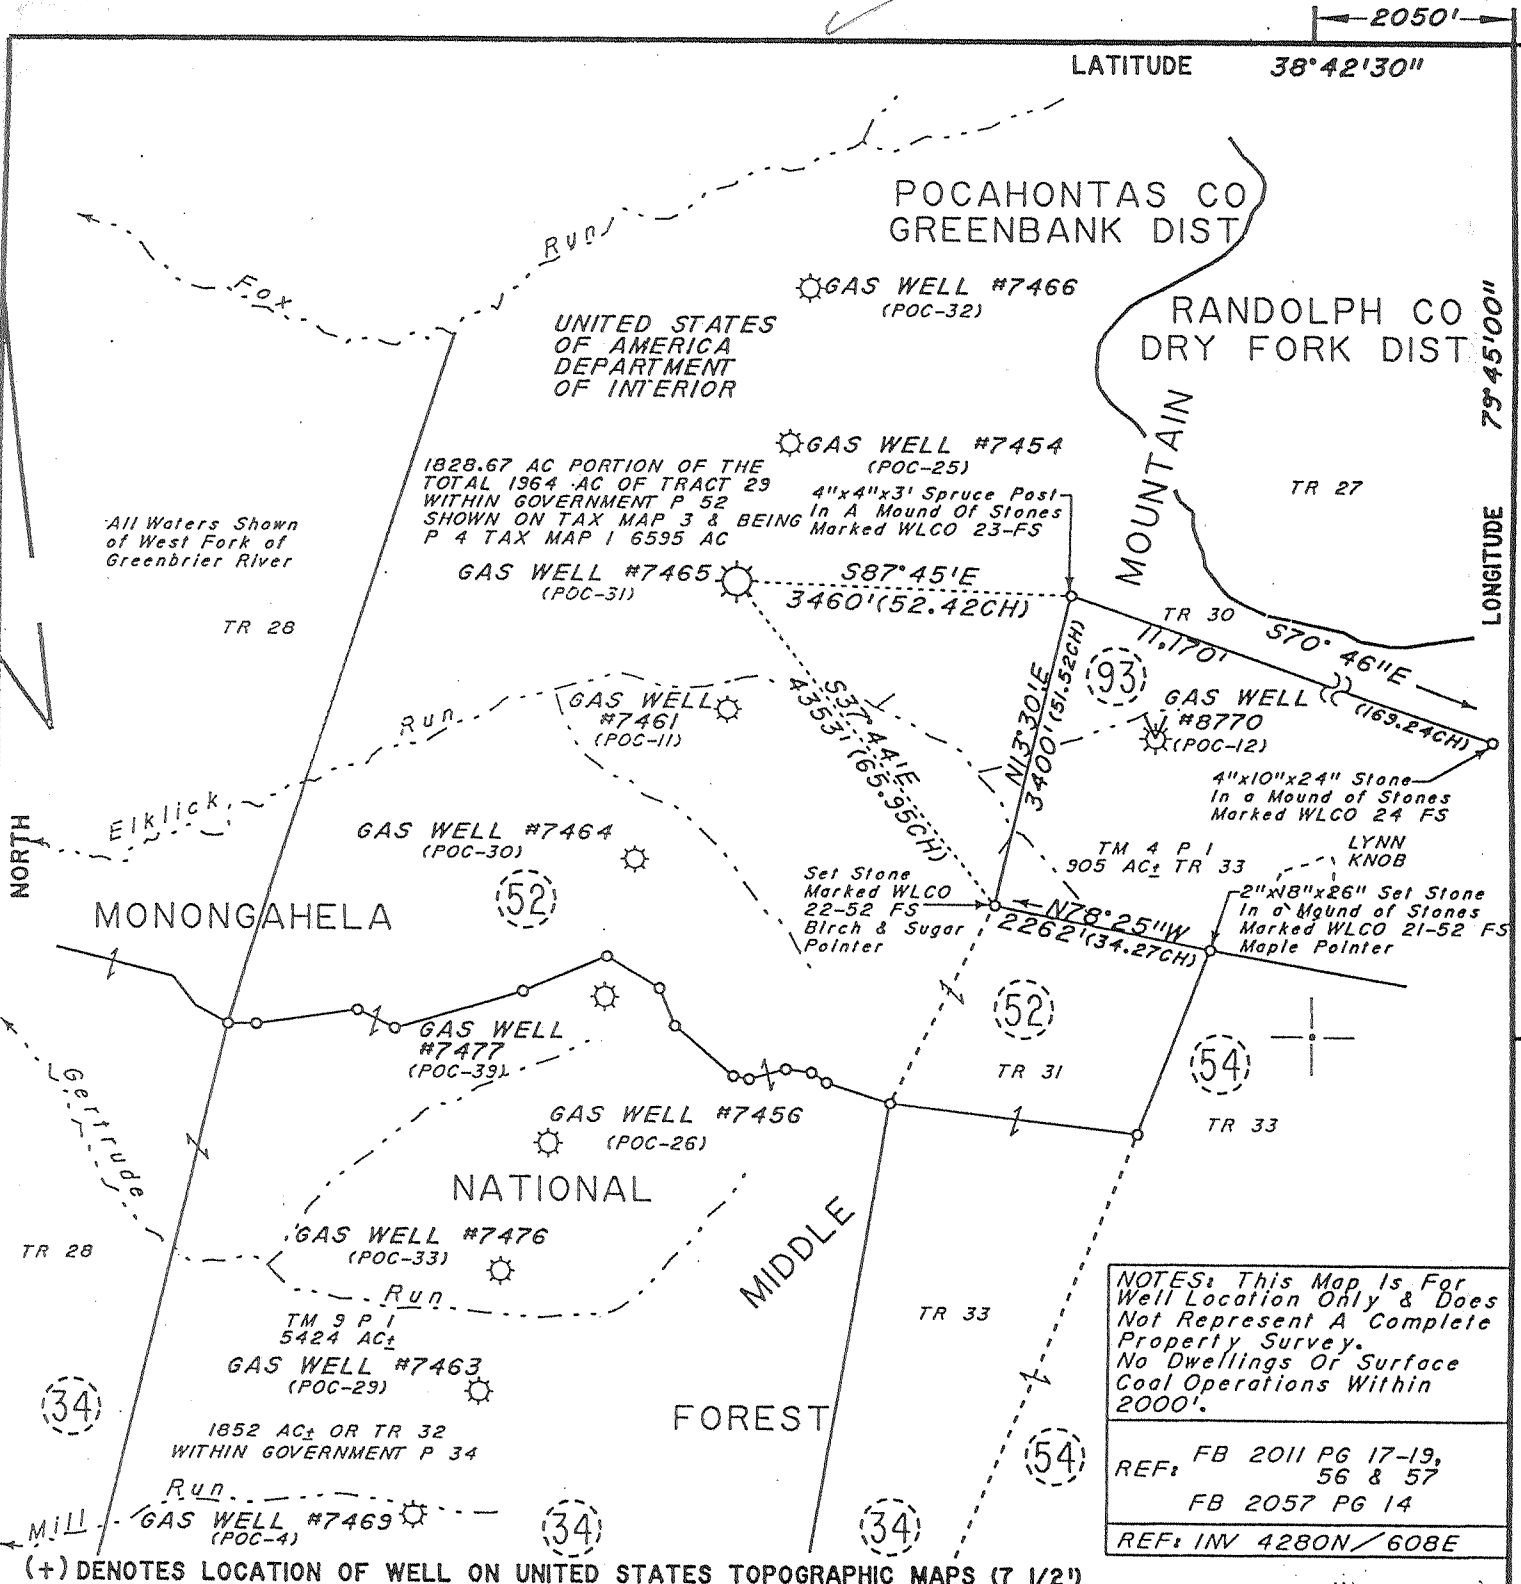 2050'
LATITUDE 38°42'30"
POCAHONTAS CO
GREENBANK DIST
Fox Run
GAS WELL #7466
(POC-32)
RANDOLPH CO
DRY FORK DIST
LONGITUDE 79°45'00"
UNITED STATES
OF AMERICA
DEPARTMENT
OF INTERIOR
MOUNTAIN
GAS WELL #7454
(POC-25)
1828.67 AC PORTION OF THE
TOTAL 1964 AC OF TRACT 29
WITHIN GOVERNMENT P 52
SHOWN ON TAX MAP 3 & BEING
P 4 TAX MAP 1 6595 AC
4"x4"x3' Spruce Post
In A Mound Of Stones
Marked WLCO 23-FS
TR 27
All Waters Shown
of West Fork of
Greenbrier River
GAS WELL #7465
(POC-31)
S87°45'E
3460'(52.42CH)
TR 28
TR 30
11,170'
S70° 46"E
(169.24CH)
93
N13°30'E
3400'(51.52CH)
S37°44'E
4353'(65.95CH)
GAS WELL
#7461
(POC-11)
GAS WELL
#8770
(POC-12)
Elklick Run
4"x10"x24" Stone
In a Mound of Stones
Marked WLCO 24 FS
NORTH
GAS WELL #7464
(POC-30)
TM 4 P 1
905 AC± TR 33
LYNN
KNOB
52
Set Stone
Marked WLCO
22-52 FS
Birch & Sugar
Pointer
N78°25"W
2262'(34.27CH)
2"x18"x26" Set Stone
In a Mound of Stones
Marked WLCO 21-52 FS
Maple Pointer
MONONGAHELA
GAS WELL
#7477
(POC-39)
52
TR 31
54
TR 33
Gertrude Run
GAS WELL #7456
(POC-26)
NATIONAL
MIDDLE
TR 28
GAS WELL #7476
(POC-33)
TM 9 P 1
5424 AC±
TR 33
GAS WELL #7463
(POC-29)
34
FOREST
1852 AC± OR TR 32
WITHIN GOVERNMENT P 34
54
Mill Run
GAS WELL #7469
(POC-4)
34
34
NOTES: This Map Is For
Well Location Only & Does
Not Represent A Complete
Property Survey.
No Dwellings Or Surface
Coal Operations Within
2000'.
REF: FB 2011 PG 17-19,
56 & 57
FB 2057 PG 14
REF: INV 4280N/608E
(+) DENOTES LOCATION OF WELL ON UNITED STATES TOPOGRAPHIC MAPS (7 1/2')